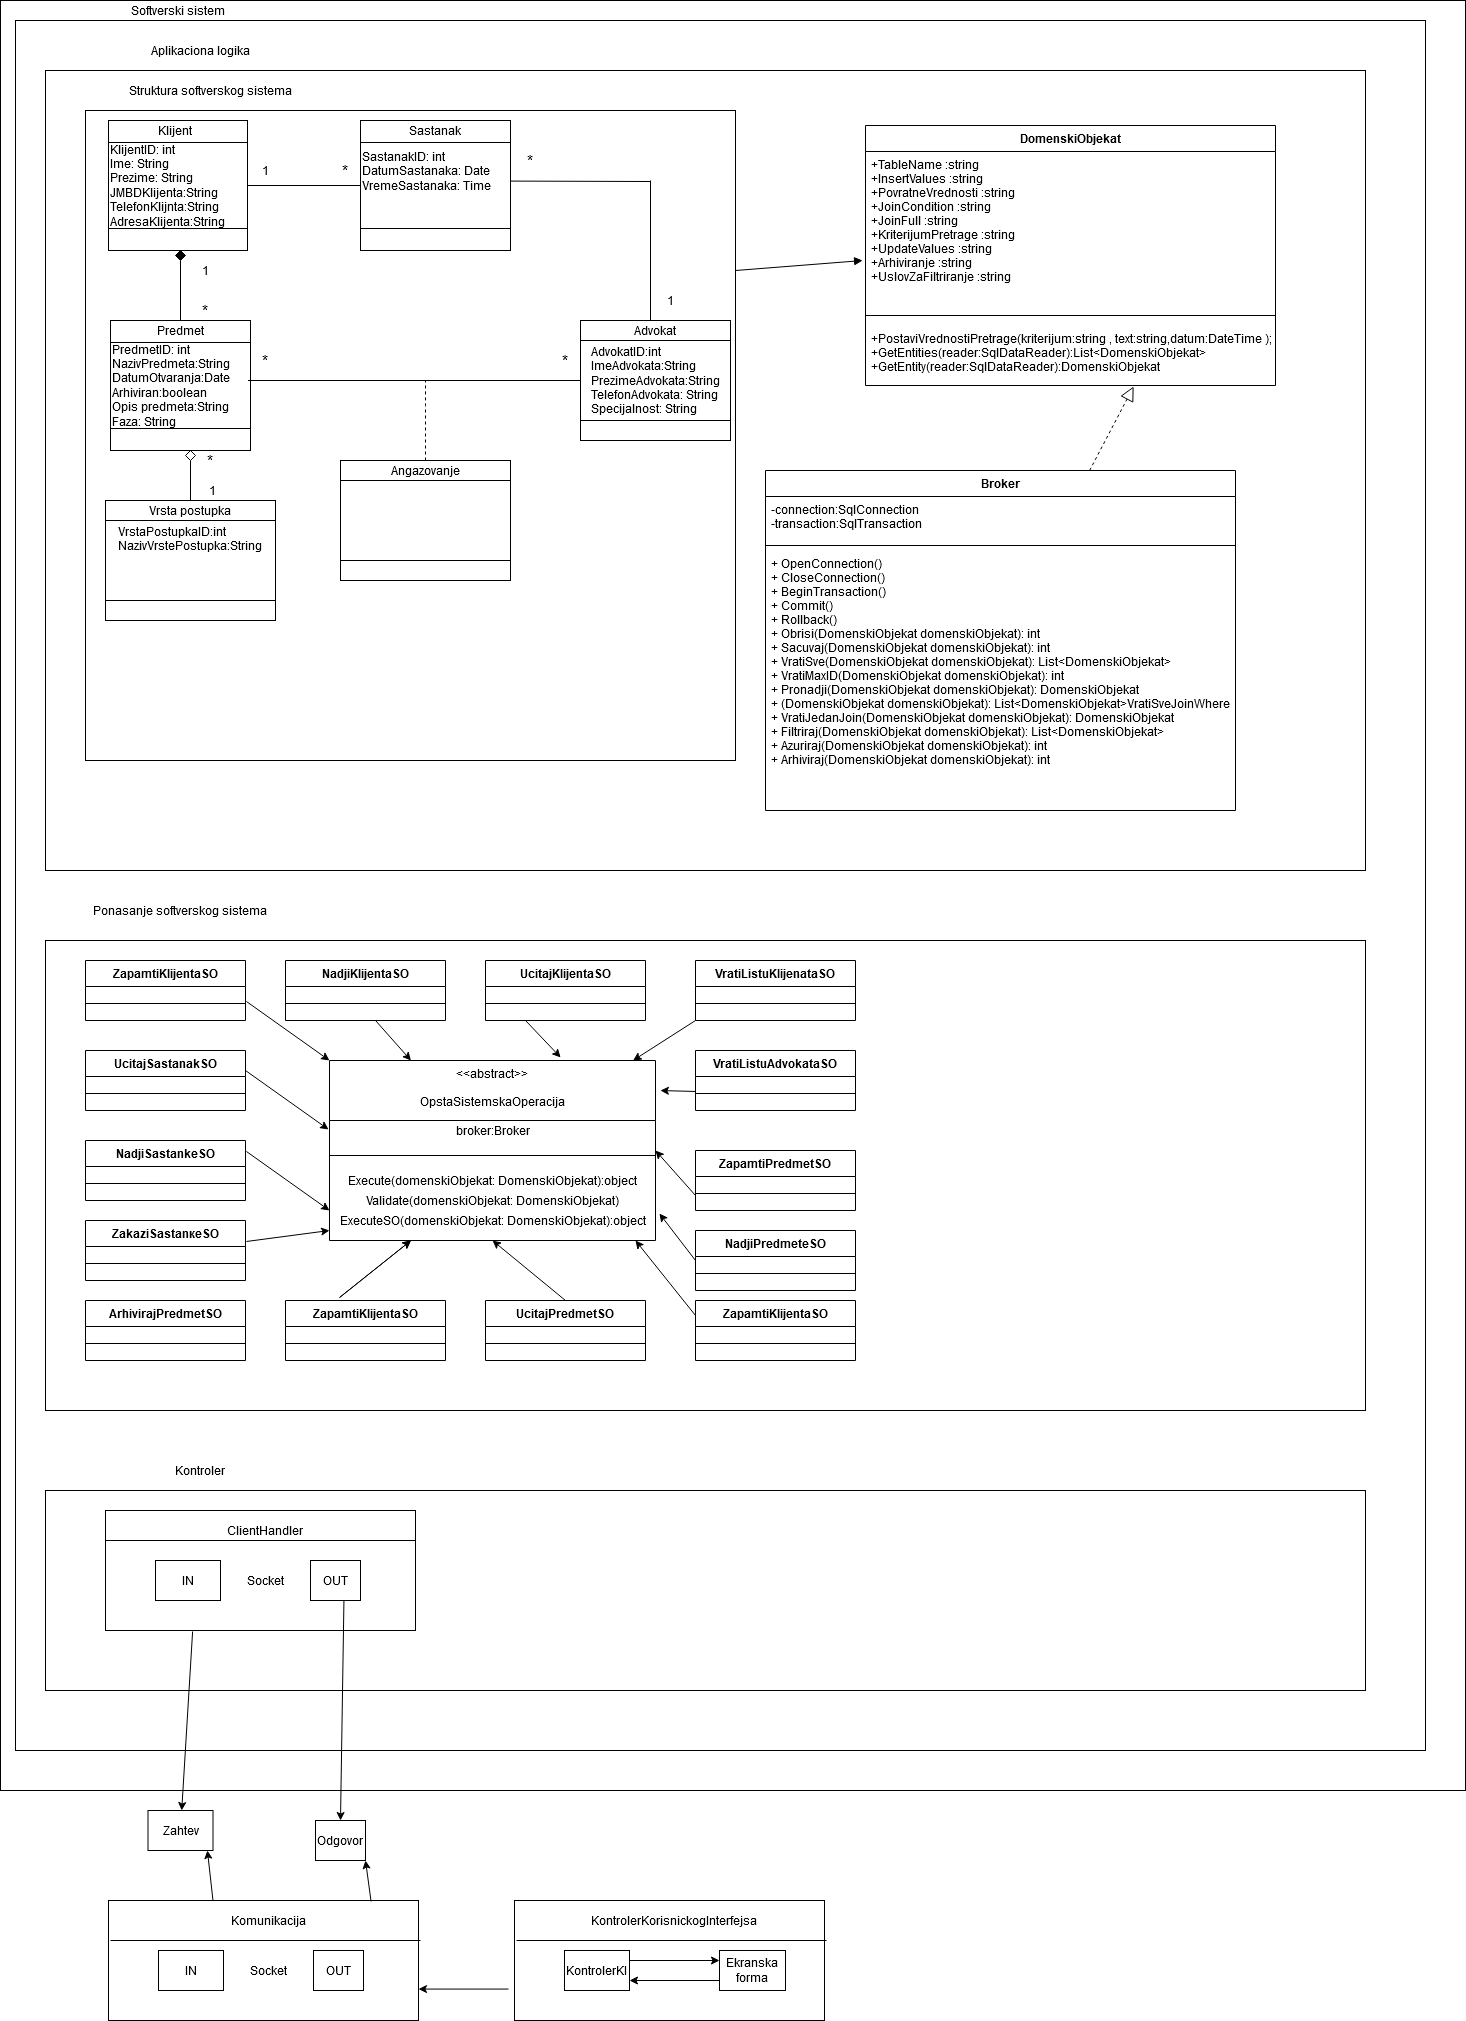 Softverski sistem
Aplikaciona logika
Struktura softverskog sistema
Klijent
KlijentID: int
Ime: String
Prezime: String
JMBDKlijenta:String
TelefonKlijnta:String
AdresaKlijenta:String
1
*
Sastanak
SastanakID: int
DatumSastanaka: Date
VremeSastanaka: Time
*
1
1
*
Predmet
PredmetID: int
NazivPredmeta:String
DatumOtvaranja:Date
Arhiviran:boolean
Opis predmeta:String
Faza: String
*
*
Advokat
AdvokatID:int
ImeAdvokata:String
PrezimeAdvokata:String
TelefonAdvokata: String
Specijalnost: String
*
1
Angazovanje
Vrsta postupka
VrstaPostupkaID:int
NazivVrstePostupka:String
DomenskiObjekat
+TableName :string
+InsertValues :string
+PovratneVrednosti :string
+JoinCondition :string
+JoinFull :string
+KriterijumPretrage :string
+UpdateValues :string
+Arhiviranje :string
+UslovZaFiltriranje :string
+PostaviVrednostiPretrage(kriterijum:string , text:string,datum:DateTime );
+GetEntities(reader:SqlDataReader):List<DomenskiObjekat>
+GetEntity(reader:SqlDataReader):DomenskiObjekat
Broker
-connection:SqlConnection
-transaction:SqlTransaction
+ OpenConnection()
+ CloseConnection()
+ BeginTransaction()
+ Commit()
+ Rollback()
+ Obrisi(DomenskiObjekat domenskiObjekat): int
+ Sacuvaj(DomenskiObjekat domenskiObjekat): int
+ VratiSve(DomenskiObjekat domenskiObjekat): List<DomenskiObjekat>
+ VratiMaxID(DomenskiObjekat domenskiObjekat): int
+ Pronadji(DomenskiObjekat domenskiObjekat): DomenskiObjekat
+ (DomenskiObjekat domenskiObjekat): List<DomenskiObjekat>VratiSveJoinWhere
+ VratiJedanJoin(DomenskiObjekat domenskiObjekat): DomenskiObjekat
+ Filtriraj(DomenskiObjekat domenskiObjekat): List<DomenskiObjekat>
+ Azuriraj(DomenskiObjekat domenskiObjekat): int
+ Arhiviraj(DomenskiObjekat domenskiObjekat): int
Ponasanje softverskog sistema
ZapamtiKlijentaSO
NadjiKlijentaSO
UcitajKlijentaSO
VratiListuKlijenataSO
UcitajSastanakSO
VratiListuAdvokataSO
<<abstract>>
OpstaSistemskaOperacija
broker:Broker
Execute(domenskiObjekat: DomenskiObjekat):object
Validate(domenskiObjekat: DomenskiObjekat)
ExecuteSO(domenskiObjekat: DomenskiObjekat):object
NadjiSastankeSO
ZapamtiPredmetSO
ZakaziSastankeSO
NadjiPredmeteSO
ArhivirajPredmetSO
ZapamtiKlijentaSO
UcitajPredmetSO
ZapamtiKlijentaSO
Kontroler
ClientHandler
IN
Socket
OUT
Zahtev
Odgovor
Komunikacija
IN
Socket
OUT
KontrolerKorisnickogInterfejsa
KontrolerKI
Ekranska
forma